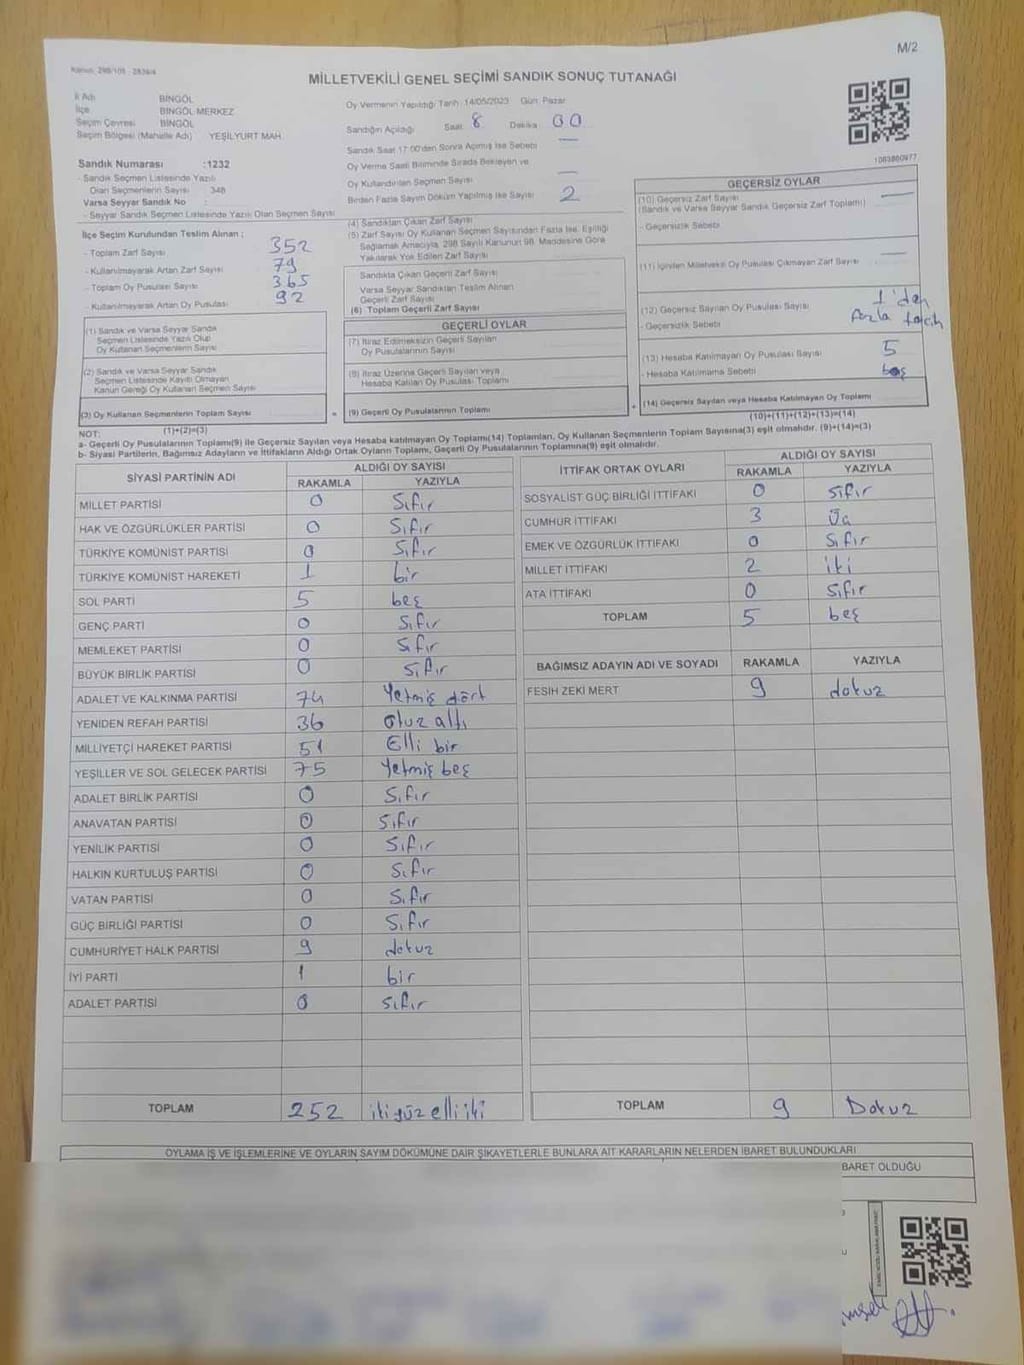 Kanun: 298/105 - 2839/4
M/2
MİLLETVEKİLİ GENEL SEÇİMİ SANDIK SONUÇ TUTANAĞI
İl Adı BİNGÖL
İlçe BİNGÖL MERKEZ
Seçim Çevresi BİNGÖL
Seçim Bölgesi (Mahalle Adı) YEŞİLYURT MAH.
Sandık Numarası :1232
- Sandık Seçmen Listesinde Yazılı
Olan Seçmenlerin Sayısı : 348
Varsa Seyyar Sandık No :
- Seyyar Sandık Seçmen Listesinde Yazılı Olan Seçmen Sayısı
İlçe Seçim Kurulundan Teslim Alınan ;
- Toplam Zarf Sayısı 352
- Kullanılmayarak Artan Zarf Sayısı 79
- Toplam Oy Pusulası Sayısı 365
- Kullanılmayarak Artan Oy Pusulası 92
(1) Sandık ve Varsa Seyyar Sandık
Seçmen Listesinde Yazılı Olup
Oy Kullanan Seçmenlerin Sayısı
(2) Sandık ve Varsa Seyyar Sandık
Seçmen Listesinde Kayıtlı Olmayan
Kanun Gereği Oy Kullanan Seçmen Sayısı
(3) Oy Kullanan Seçmenlerin Toplam Sayısı
(1)+(2)=(3)
Oy Vermenin Yapıldığı Tarih :14/05/2023 Gün: Pazar
Sandığın Açıldığı Saat 8 Dakika 00
Sandık Saat 17:00'den Sonra Açılmış İse Sebebi —
Oy Verme Saati Bitiminde Sırada Bekleyen ve
Oy Kullandırılan Seçmen Sayısı —
Birden Fazla Sayım Döküm Yapılmış İse Sayısı 2
(4) Sandıktan Çıkan Zarf Sayısı
(5) Zarf Sayısı Oy Kullanan Seçmen Sayısından Fazla İse, Eşitliği
Sağlamak Amacıyla, 298 Sayılı Kanunun 98. Maddesine Göre
Yakılarak Yok Edilen Zarf Sayısı
Sandıkta Çıkan Geçerli Zarf Sayısı
Varsa Seyyar Sandıktan Teslim Alınan
Geçerli Zarf Sayısı
(6) Toplam Geçerli Zarf Sayısı
GEÇERLİ OYLAR
(7) İtiraz Edilmeksizin Geçerli Sayılan
Oy Pusulalarının Sayısı
(8) İtiraz Üzerine Geçerli Sayılan veya
Hesaba Katılan Oy Pusulası Toplamı
= (9) Geçerli Oy Pusulalarının Toplamı +
1083860977
GEÇERSİZ OYLAR
(10) Geçersiz Zarf Sayısı —
(Sandık ve Varsa Seyyar Sandık Geçersiz Zarf Toplamı)
- Geçersizlik Sebebi
(11) İçinden Milletvekili Oy Pusulası Çıkmayan Zarf Sayısı —
(12) Geçersiz Sayılan Oy Pusulası Sayısı 1'den
- Geçersizlik Sebebi fazla tercih
(13) Hesaba Katılmayan Oy Pusulası Sayısı 5
- Hesaba Katılmama Sebebi beş
(14) Geçersiz Sayılan veya Hesaba Katılmayan Oy Toplamı
(10)+(11)+(12)+(13)=(14)
NOT:
a- Geçerli Oy Pusulalarının Toplamı(9) ile Geçersiz Sayılan veya Hesaba katılmayan Oy Toplamı(14) Toplamları, Oy Kullanan Seçmenlerin Toplam Sayısına(3) eşit olmalıdır. (9)+(14)=(3)
b- Siyasi Partilerin, Bağımsız Adayların ve İttifakların Aldığı Ortak Oyların Toplamı, Geçerli Oy Pusulalarının Toplamına(9) eşit olmalıdır.
SİYASİ PARTİNİN ADI ALDIĞI OY SAYISI
RAKAMLA YAZIYLA
MİLLET PARTİSİ 0 Sıfır
HAK VE ÖZGÜRLÜKLER PARTİSİ 0 Sıfır
TÜRKİYE KOMÜNİST PARTİSİ 0 Sıfır
TÜRKİYE KOMÜNİST HAREKETİ 1 bir
SOL PARTİ 5 beş
GENÇ PARTİ 0 Sıfır
MEMLEKET PARTİSİ 0 Sıfır
BÜYÜK BİRLİK PARTİSİ 0 Sıfır
ADALET VE KALKINMA PARTİSİ 74 Yetmiş dört
YENİDEN REFAH PARTİSİ 36 Otuz altı
MİLLİYETÇİ HAREKET PARTİSİ 51 Elli bir
YEŞİLLER VE SOL GELECEK PARTİSİ 75 Yetmiş beş
ADALET BİRLİK PARTİSİ 0 Sıfır
ANAVATAN PARTİSİ 0 Sıfır
YENİLİK PARTİSİ 0 Sıfır
HALKIN KURTULUŞ PARTİSİ 0 Sıfır
VATAN PARTİSİ 0 Sıfır
GÜÇ BİRLİĞİ PARTİSİ 0 Sıfır
CUMHURİYET HALK PARTİSİ 9 dokuz
İYİ PARTİ 1 bir
ADALET PARTİSİ 0 Sıfır
TOPLAM 252 iki yüz elli iki
İTTİFAK ORTAK OYLARI ALDIĞI OY SAYISI
RAKAMLA YAZIYLA
SOSYALİST GÜÇ BİRLİĞİ İTTİFAKI 0 sıfır
CUMHUR İTTİFAKI 3 Üç
EMEK VE ÖZGÜRLÜK İTTİFAKI 0 Sıfır
MİLLET İTTİFAKI 2 iki
ATA İTTİFAKI 0 Sıfır
TOPLAM 5 beş
BAĞIMSIZ ADAYIN ADI VE SOYADI RAKAMLA YAZIYLA
FESİH ZEKİ MERT 9 dokuz
TOPLAM 9 Dokuz
OYLAMA İŞ VE İŞLEMLERİNE VE OYLARIN SAYIM DÖKÜMÜNE DAİR ŞİKAYETLERLE BUNLARA AİT KARARLARIN NELERDEN İBARET BULUNDUKLARI
BARET OLDUĞU